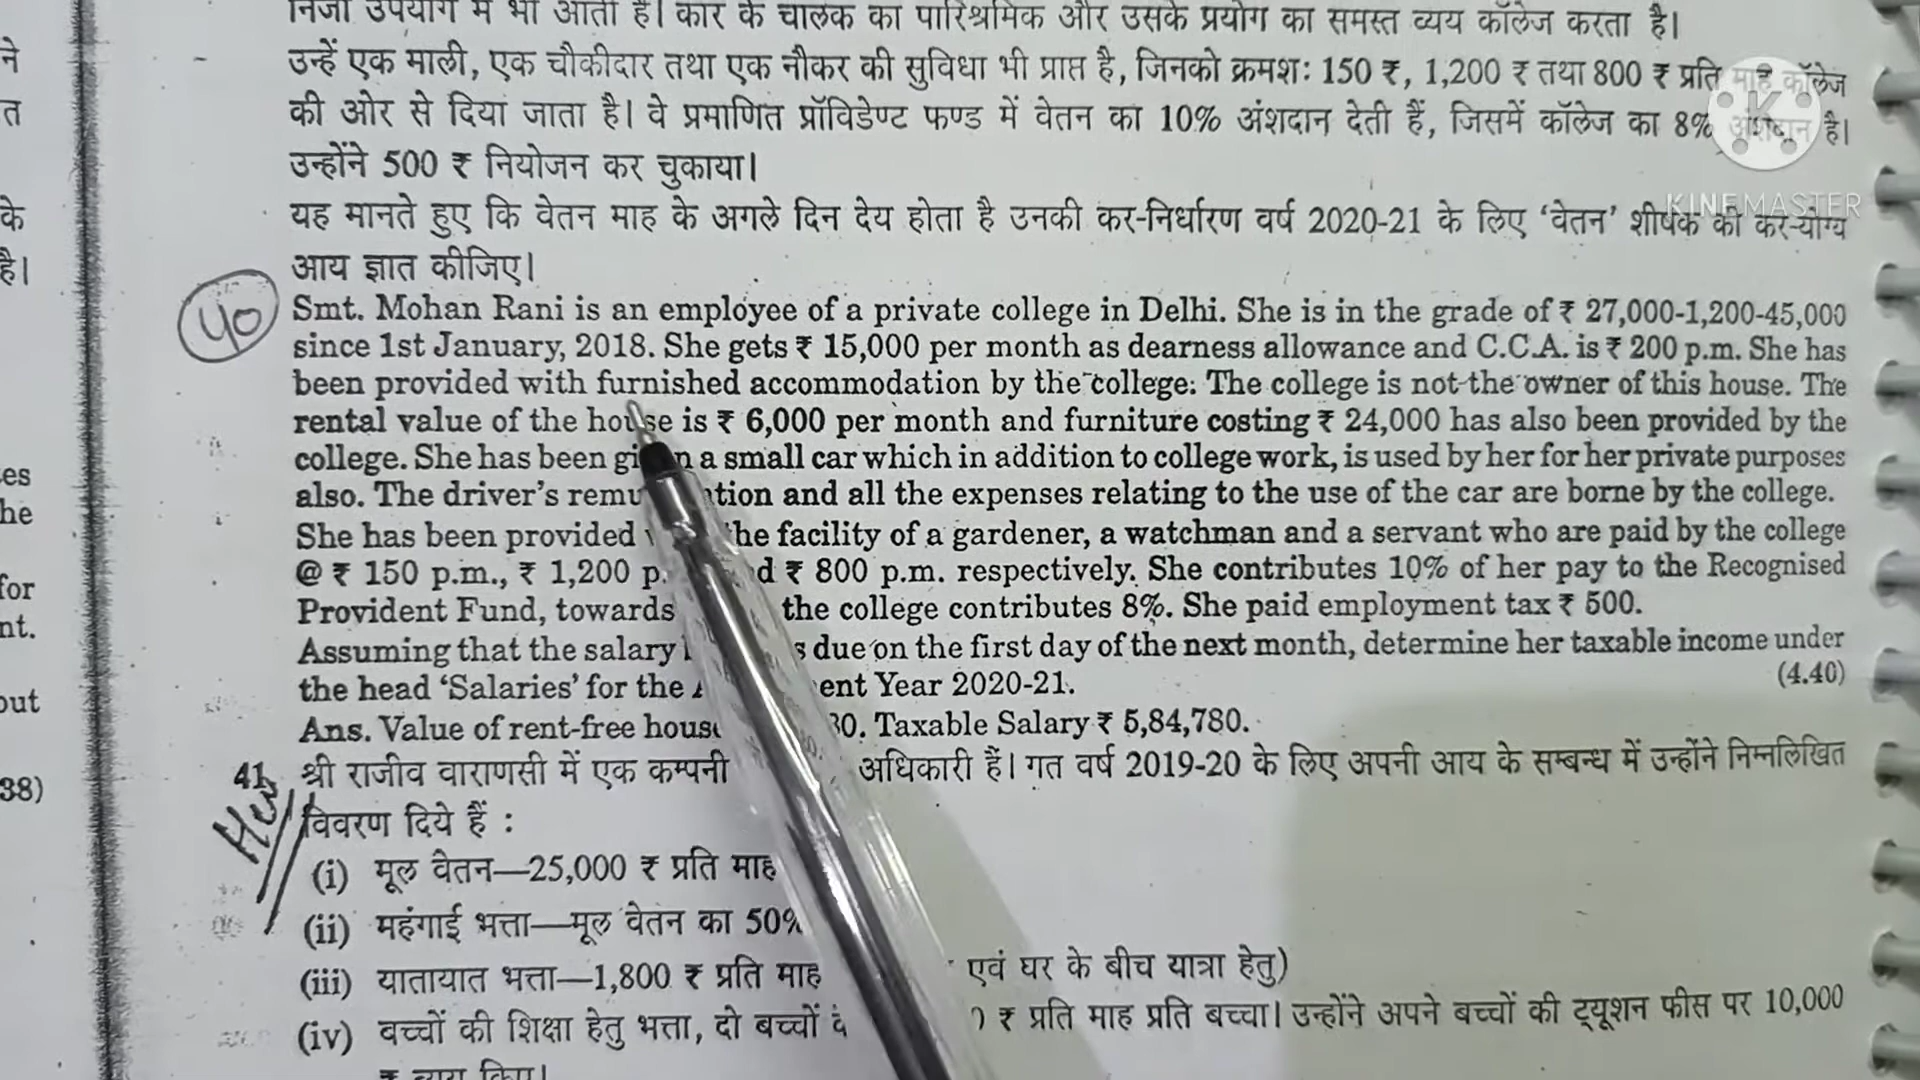 निजी उपयोग में भी आती है। कार के चालक का पारिश्रमिक और उसके प्रयोग का समस्त व्यय कॉलेज करता है।
ने उन्हें एक माली, एक चौकीदार तथा एक नौकर की सुविधा भी प्राप्त है, जिनको क्रमशः 150 ₹, 1,200 ₹ तथा 800 ₹ प्रति माह कॉलेज
त की ओर से दिया जाता है। वे प्रमाणित प्रॉविडेण्ट फण्ड में वेतन का 10% अंशदान देती हैं, जिसमें कॉलेज का 8% अंशदान है।
K
उन्होंने 500 ₹ नियोजन कर चुकाया।
KINEMASTER
के यह मानते हुए कि वेतन माह के अगले दिन देय होता है उनकी कर-निर्धारण वर्ष 2020-21 के लिए ‘वेतन’ शीर्षक की कर-योग्य
है। आय ज्ञात कीजिए।
40 Smt. Mohan Rani is an employee of a private college in Delhi. She is in the grade of ₹ 27,000-1,200-45,000
since 1st January, 2018. She gets ₹ 15,000 per month as dearness allowance and C.C.A. is ₹ 200 p.m. She has
been provided with furnished accommodation by the college. The college is not the owner of this house. The
rental value of the house is ₹ 6,000 per month and furniture costing ₹ 24,000 has also been provided by the
es college. She has been gi n a small car which in addition to college work, is used by her for her private purposes
he also. The driver’s remu tion and all the expenses relating to the use of the car are borne by the college.
She has been provided he facility of a gardener, a watchman and a servant who are paid by the college
for @ ₹ 150 p.m., ₹ 1,200 p. d ₹ 800 p.m. respectively. She contributes 10% of her pay to the Recognised
nt. Provident Fund, towards the college contributes 8%. She paid employment tax ₹ 500.
Assuming that the salary s due on the first day of the next month, determine her taxable income under
out the head ‘Salaries’ for the ent Year 2020-21. (4.40)
Ans. Value of rent-free hous 30. Taxable Salary ₹ 5,84,780.
38) 41. श्री राजीव वाराणसी में एक कम्पनी अधिकारी हैं। गत वर्ष 2019-20 के लिए अपनी आय के सम्बन्ध में उन्होंने निम्नलिखित
विवरण दिये हैं :
(i) मूल वेतन—25,000 ₹ प्रति माह
(ii) महंगाई भत्ता—मूल वेतन का 50%
(iii) यातायात भत्ता—1,800 ₹ प्रति माह एवं घर के बीच यात्रा हेतु)
(iv) बच्चों की शिक्षा हेतु भत्ता, दो बच्चों ₹ प्रति माह प्रति बच्चा। उन्होंने अपने बच्चों की ट्यूशन फीस पर 10,000
₹ व्यय किए।